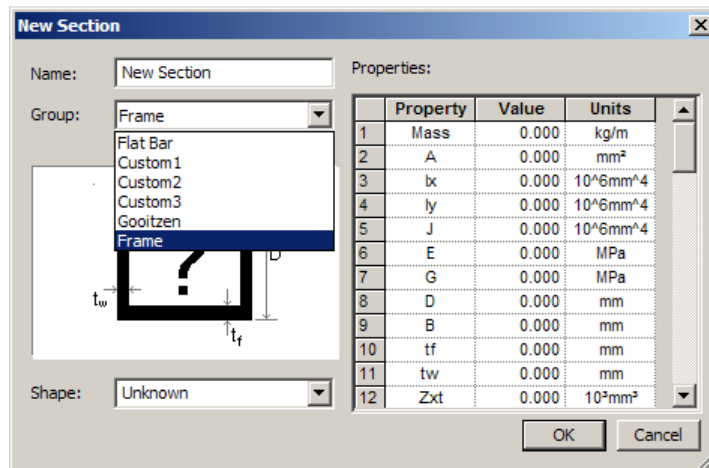 New Section
Name: New Section
Group: Frame
Flat Bar
Custom1
Custom2
Custom3
Gooitzen
Frame
?
D
tw
tf
Shape: Unknown
Properties:
Property Value Units
1 Mass 0.000 kg/m
2 A 0.000 mm²
3 Ix 0.000 10^6mm^4
4 Iy 0.000 10^6mm^4
5 J 0.000 10^6mm^4
6 E 0.000 MPa
7 G 0.000 MPa
8 D 0.000 mm
9 B 0.000 mm
10 tf 0.000 mm
11 tw 0.000 mm
12 Zxt 0.000 10³mm³
OK Cancel